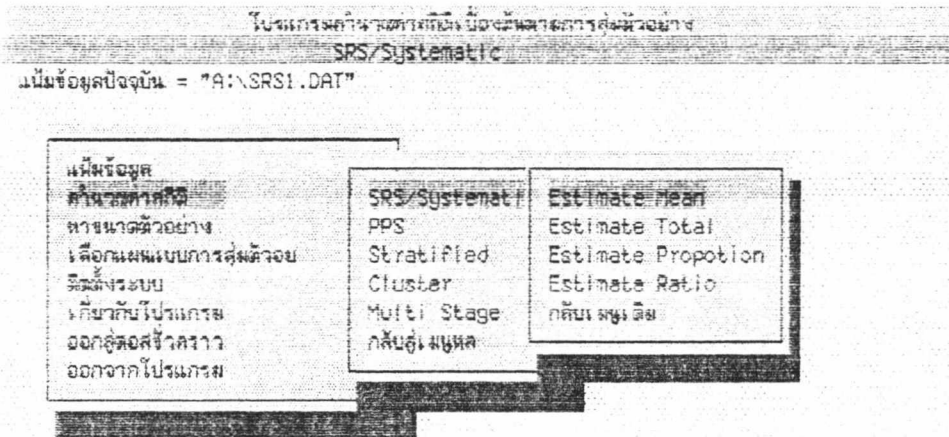 โปรแกรมคำนวณค่าสถิติเบื้องต้นตามการสุ่มตัวอย่าง
SRS/Systematic
แฟ้มข้อมูลปัจจุบัน = "A:\SRS1.DAT"
แฟ้มข้อมูล
คำนวณค่าสถิติ
หาขนาดตัวอย่าง
เลือกแผนแบบการสุ่มตัวอย
ติดตั้งระบบ
เกี่ยวกับโปรแกรม
ออกสู่ดอสชั่วคราว
ออกจากโปรแกรม
SRS/Systemati
PPS
Stratified
Cluster
Multi Stage
กลับสู่เมนูหล
Estimate Mean
Estimate Total
Estimate Propotion
Estimate Ratio
กลับเมนูเดิม